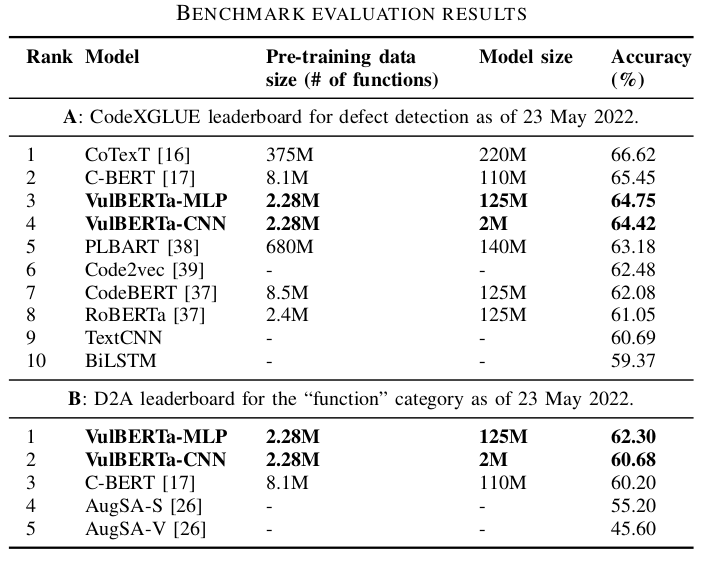 BENCHMARK EVALUATION RESULTS
Rank Model Pre-training data size (# of functions) Model size Accuracy (%)
A: CodeXGLUE leaderboard for defect detection as of 23 May 2022.
1 CoTexT [16] 375M 220M 66.62
2 C-BERT [17] 8.1M 110M 65.45
3 VulBERTa-MLP 2.28M 125M 64.75
4 VulBERTa-CNN 2.28M 2M 64.42
5 PLBART [38] 680M 140M 63.18
6 Code2vec [39] - - 62.48
7 CodeBERT [37] 8.5M 125M 62.08
8 RoBERTa [37] 2.4M 125M 61.05
9 TextCNN - - 60.69
10 BiLSTM - - 59.37
B: D2A leaderboard for the “function” category as of 23 May 2022.
1 VulBERTa-MLP 2.28M 125M 62.30
2 VulBERTa-CNN 2.28M 2M 60.68
3 C-BERT [17] 8.1M 110M 60.20
4 AugSA-S [26] - - 55.20
5 AugSA-V [26] - - 45.60